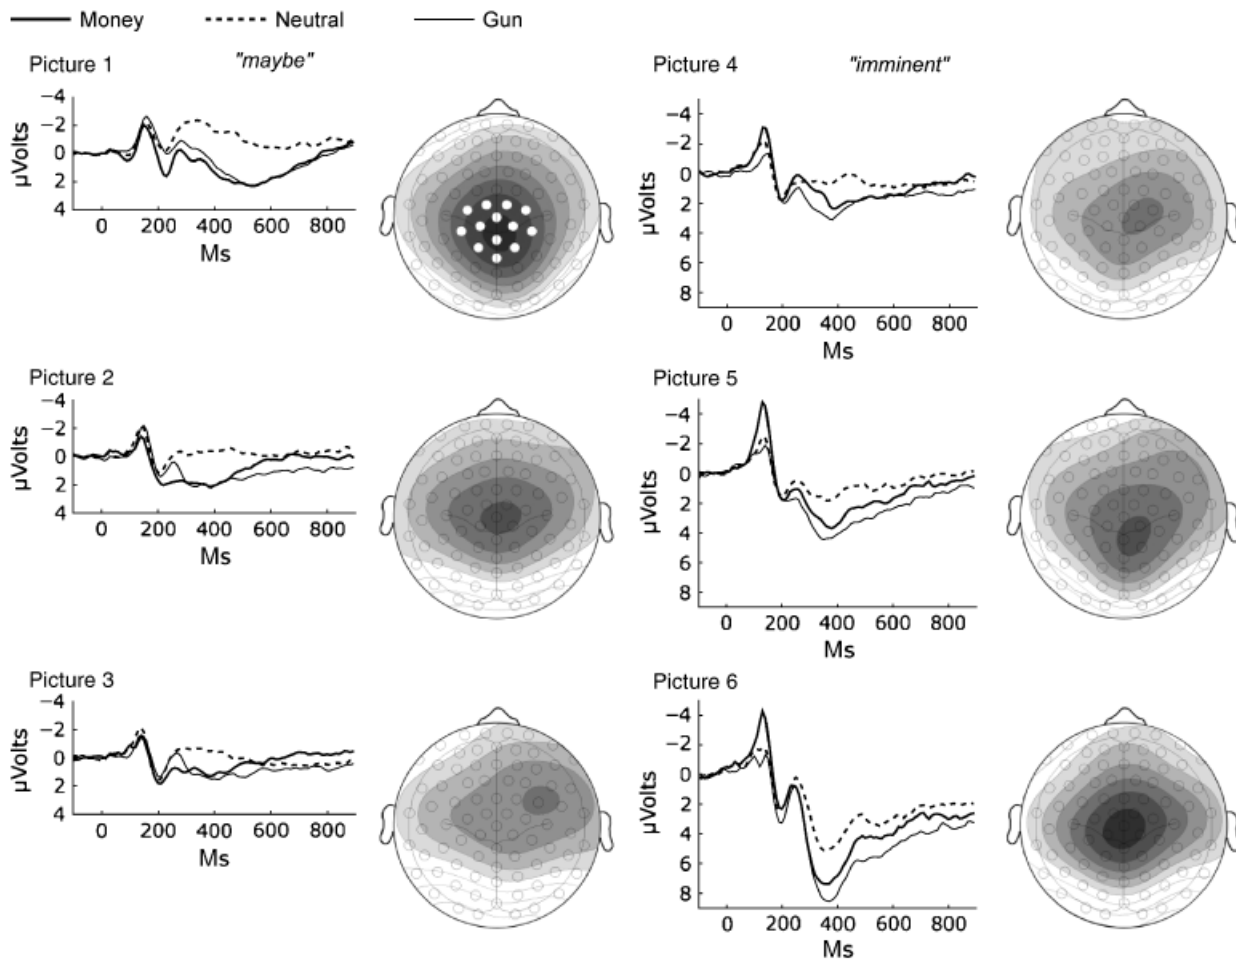 Money Neutral Gun
Picture 1 "maybe"
−4
−2
0
2
4
µVolts
0 200 400 600 800
Ms
Picture 2
−4
−2
0
2
4
µVolts
0 200 400 600 800
Ms
Picture 3
−4
−2
0
2
4
µVolts
0 200 400 600 800
Ms
Picture 4 "imminent"
−4
−2
0
2
4
6
8
µVolts
0 200 400 600 800
Ms
Picture 5
−4
−2
0
2
4
6
8
µVolts
0 200 400 600 800
Ms
Picture 6
−4
−2
0
2
4
6
8
µVolts
0 200 400 600 800
Ms